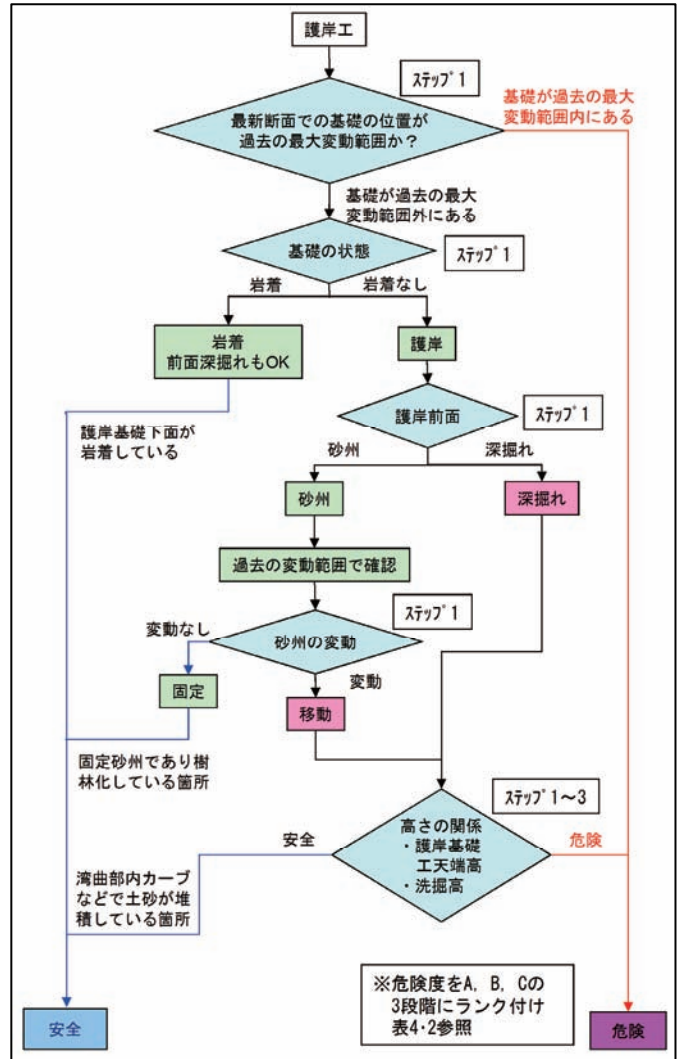 護岸工
ステップ1
最新断面での基礎の位置が
過去の最大変動範囲か?
基礎が過去の最大
変動範囲内にある
基礎が過去の最大
変動範囲外にある
基礎の状態
ステップ1
岩着
岩着なし
岩着
前面深掘れもOK
護岸
護岸基礎下面が
岩着している
護岸前面
ステップ1
砂州
深掘れ
砂州
深掘れ
過去の変動範囲で確認
ステップ1
変動なし
砂州の変動
変動
固定
移動
固定砂州であり樹
林化している箇所
ステップ1~3
安全
高さの関係
・護岸基礎
工天端高
・洗掘高
危険
湾曲部内カーブ
などで土砂が堆
積している箇所
※危険度をA, B, Cの
3段階にランク付け
表4・2参照
安全
危険